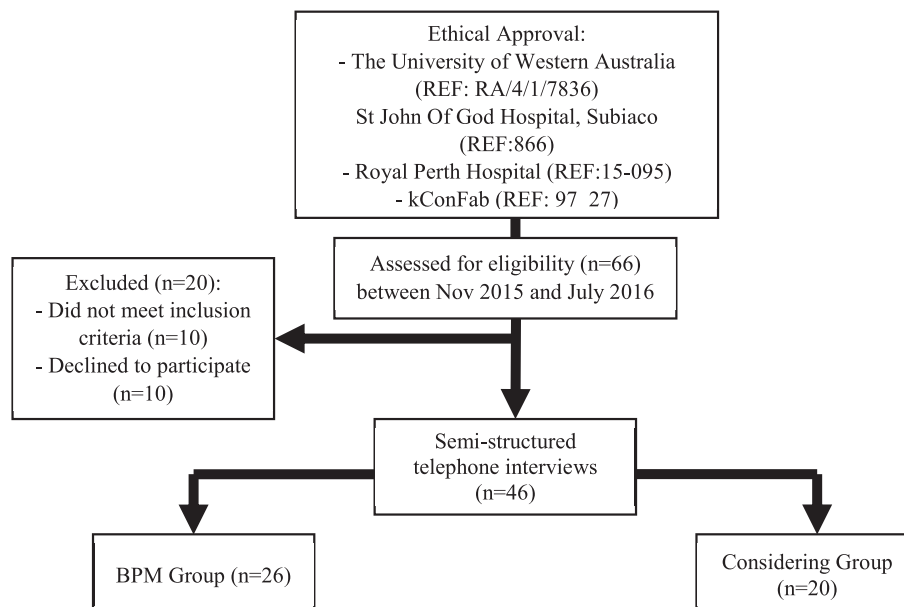 Ethical Approval:
- The University of Western Australia
(REF: RA/4/1/7836)
St John Of God Hospital, Subiaco
(REF:866)
- Royal Perth Hospital (REF:15-095)
- kConFab (REF: 97_27)
Assessed for eligibility (n=66)
between Nov 2015 and July 2016
Excluded (n=20):
- Did not meet inclusion
criteria (n=10)
- Declined to participate
(n=10)
Semi-structured
telephone interviews
(n=46)
BPM Group (n=26)
Considering Group
(n=20)